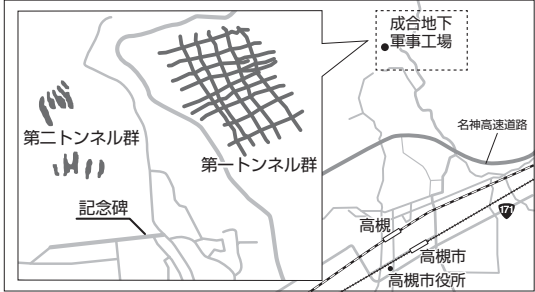 成合地下
軍事工場
第二トンネル群
第一トンネル群
記念碑
名神高速道路
171
高槻
高槻市
高槻市役所